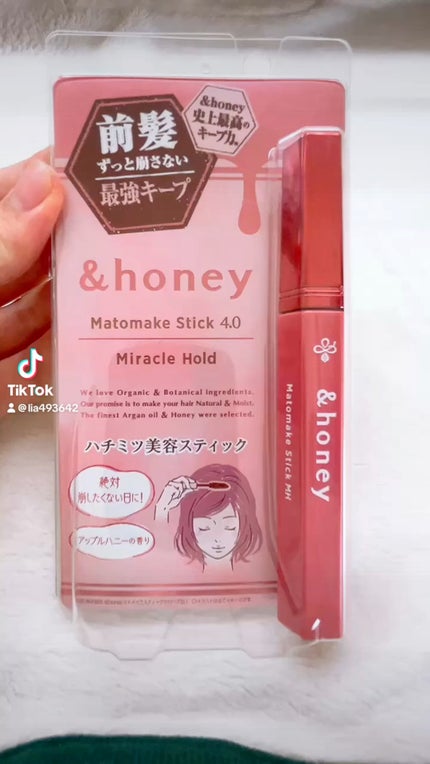 &honey
史上最高の
キープ力。
前髪
ずっと崩さない
最強キープ
&honey
Matomake Stick 4.0
Miracle Hold
We love Organic & Botanical ingredients.
Our promise is to make your hair Natural & Moist.
The finest Argan oil & Honey were selected.
ハチミツ美容スティック
絶対
崩したくない日に!
アップルハニーの香り
&honey
Matomake Stick MH
TikTok
@lia493642